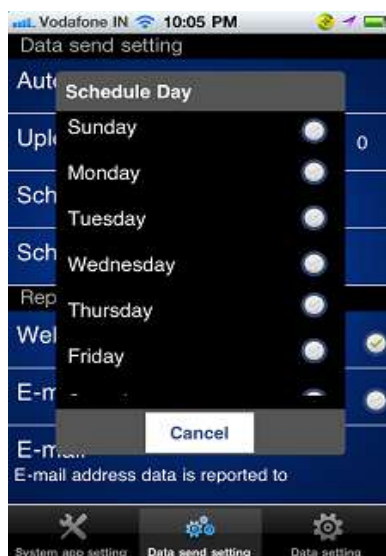 Vodafone IN 10:05 PM
Data send setting
Schedule Day
Sunday
Monday
Tuesday
0
Wednesday
Thursday
Friday
Cancel
E-mail address data is reported to
System app setting Data send setting Data setting